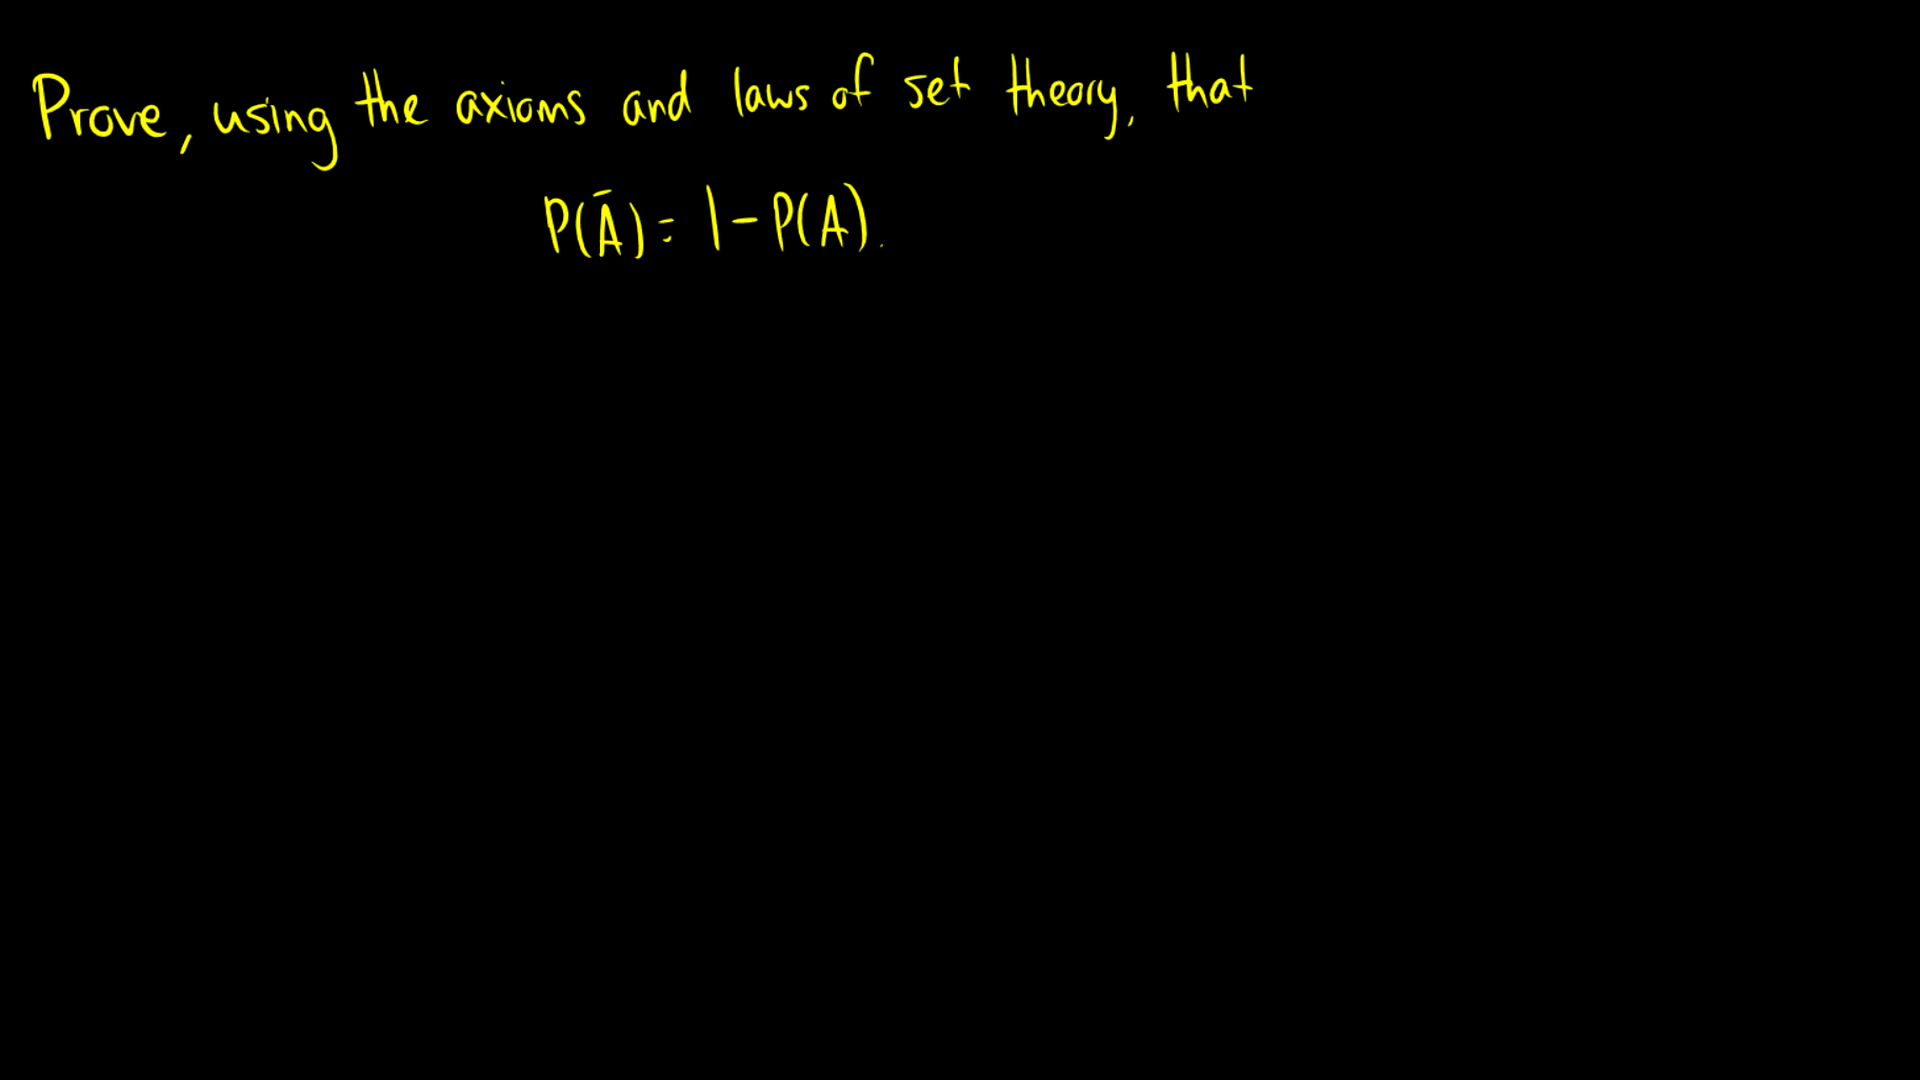 Prove, using the axioms and laws of set theory, that
P(Ā) = 1 - P(A).